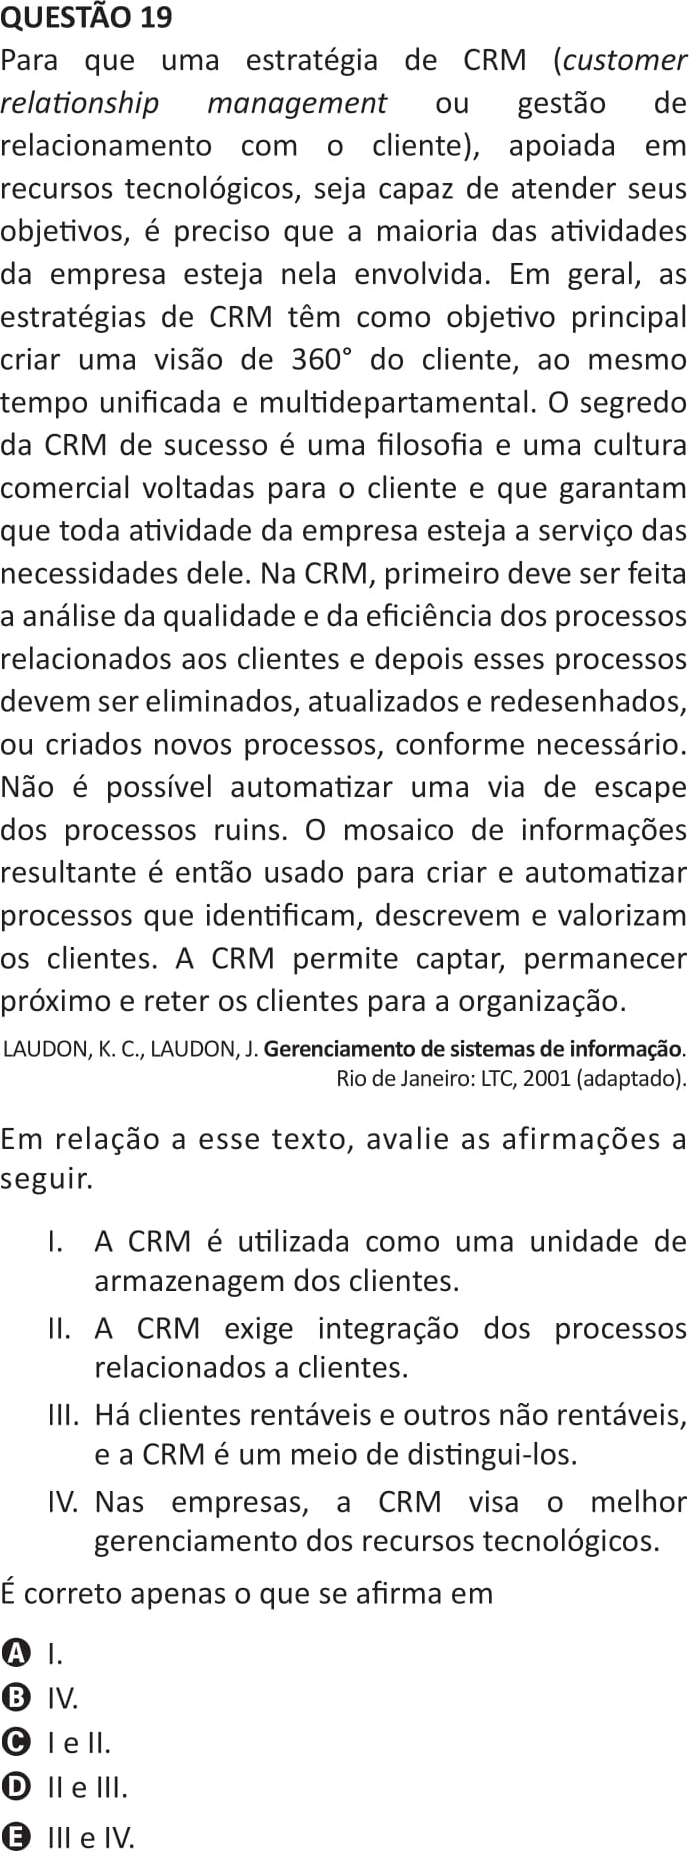 QUESTÃO 19
Para que uma estratégia de CRM (customer
relationship management ou gestão de
relacionamento com o cliente), apoiada em
recursos tecnológicos, seja capaz de atender seus
objetivos, é preciso que a maioria das atividades
da empresa esteja nela envolvida. Em geral, as
estratégias de CRM têm como objetivo principal
criar uma visão de 360° do cliente, ao mesmo
tempo unificada e multidepartamental. O segredo
da CRM de sucesso é uma filosofia e uma cultura
comercial voltadas para o cliente e que garantam
que toda atividade da empresa esteja a serviço das
necessidades dele. Na CRM, primeiro deve ser feita
a análise da qualidade e da eficiência dos processos
relacionados aos clientes e depois esses processos
devem ser eliminados, atualizados e redesenhados,
ou criados novos processos, conforme necessário.
Não é possível automatizar uma via de escape
dos processos ruins. O mosaico de informações
resultante é então usado para criar e automatizar
processos que identificam, descrevem e valorizam
os clientes. A CRM permite captar, permanecer
próximo e reter os clientes para a organização.
LAUDON, K. C., LAUDON, J. Gerenciamento de sistemas de informação.
Rio de Janeiro: LTC, 2001 (adaptado).
Em relação a esse texto, avalie as afirmações a
seguir.
I. A CRM é utilizada como uma unidade de
armazenagem dos clientes.
II. A CRM exige integração dos processos
relacionados a clientes.
III. Há clientes rentáveis e outros não rentáveis,
e a CRM é um meio de distingui-los.
IV. Nas empresas, a CRM visa o melhor
gerenciamento dos recursos tecnológicos.
É correto apenas o que se afirma em
A I.
B IV.
C I e II.
D II e III.
E III e IV.